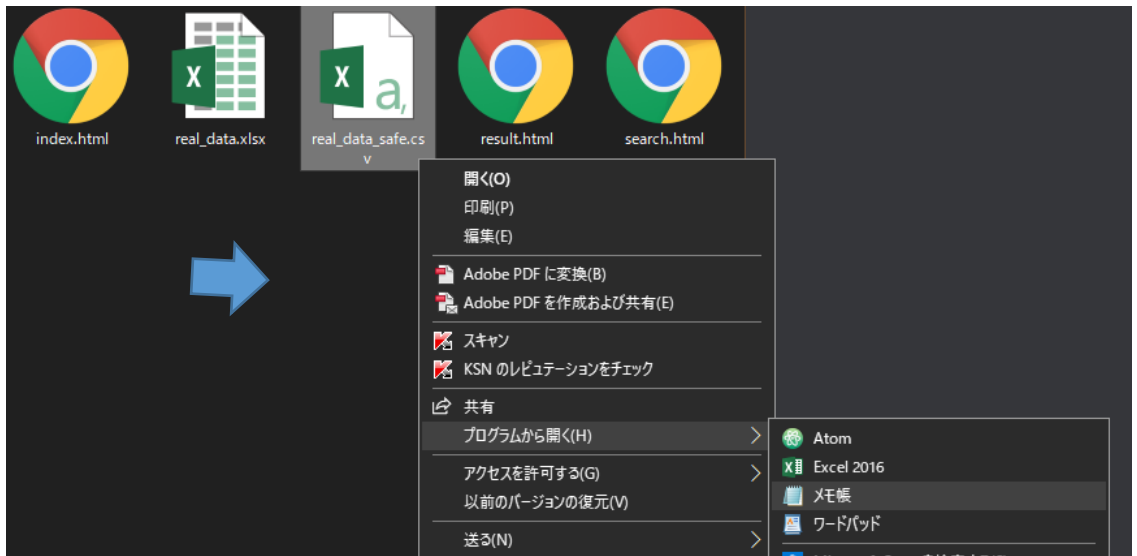 index.html
real_data.xlsx
real_data_safe.cs
v
result.html
search.html
開く(O)
印刷(P)
編集(E)
Adobe PDF に変換(B)
Adobe PDF を作成および共有(E)
スキャン
KSN のレピュテーションをチェック
共有
プログラムから開く(H)
アクセスを許可する(G)
以前のバージョンの復元(V)
送る(N)
Atom
Excel 2016
メモ帳
ワードパッド